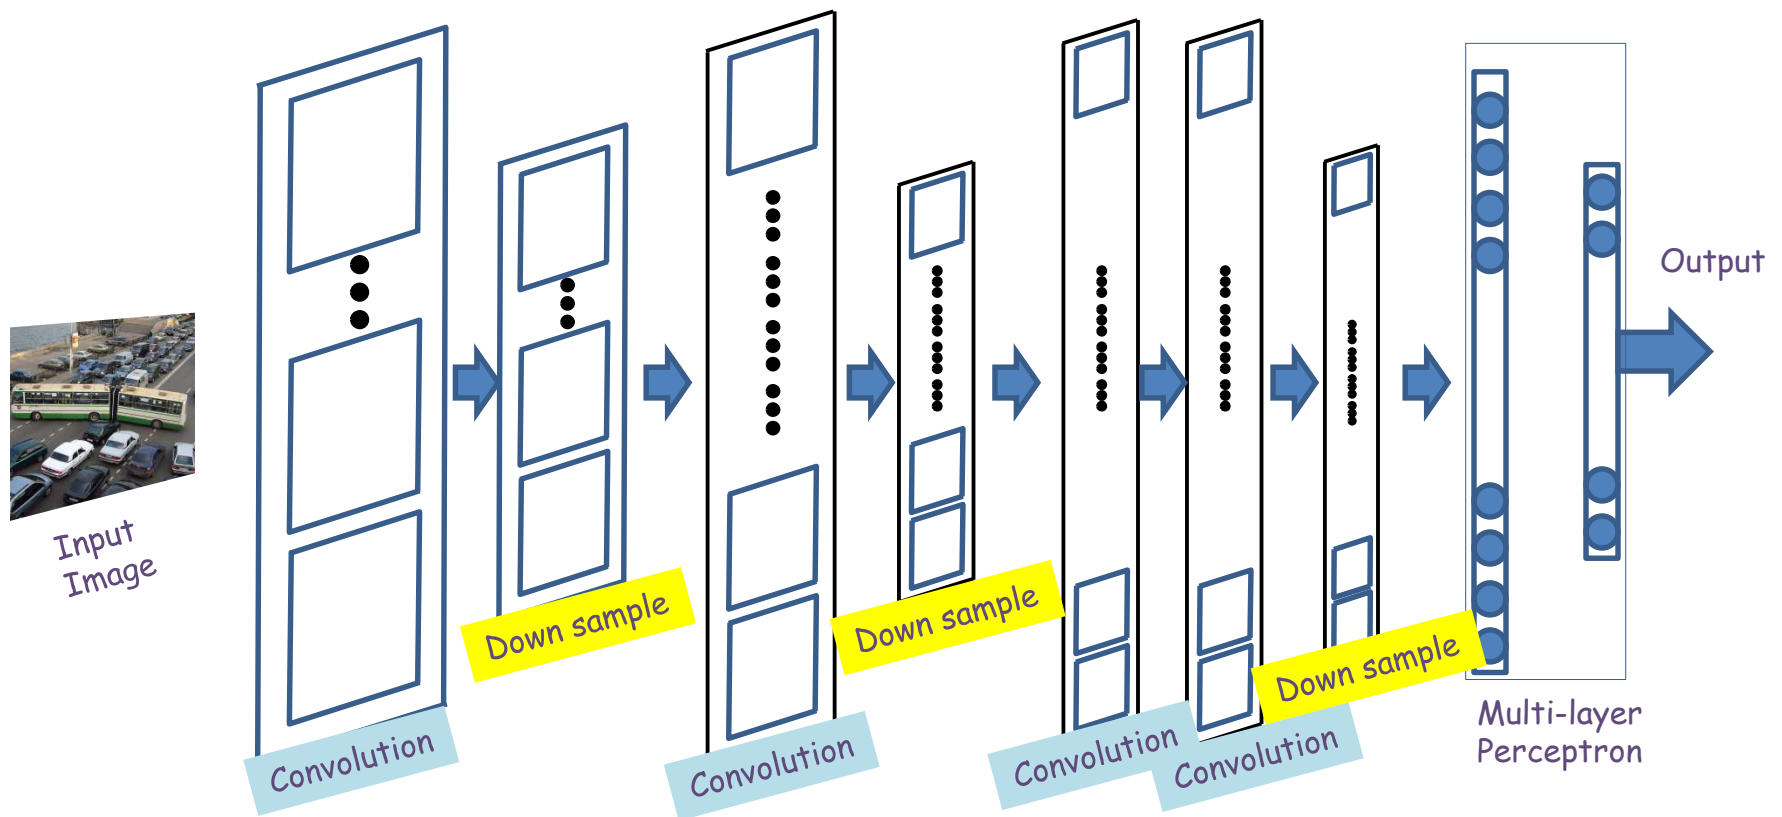 Input
Image
Convolution
Down sample
Convolution
Down sample
Convolution
Convolution
Down sample
Multi-layer
Perceptron
Output